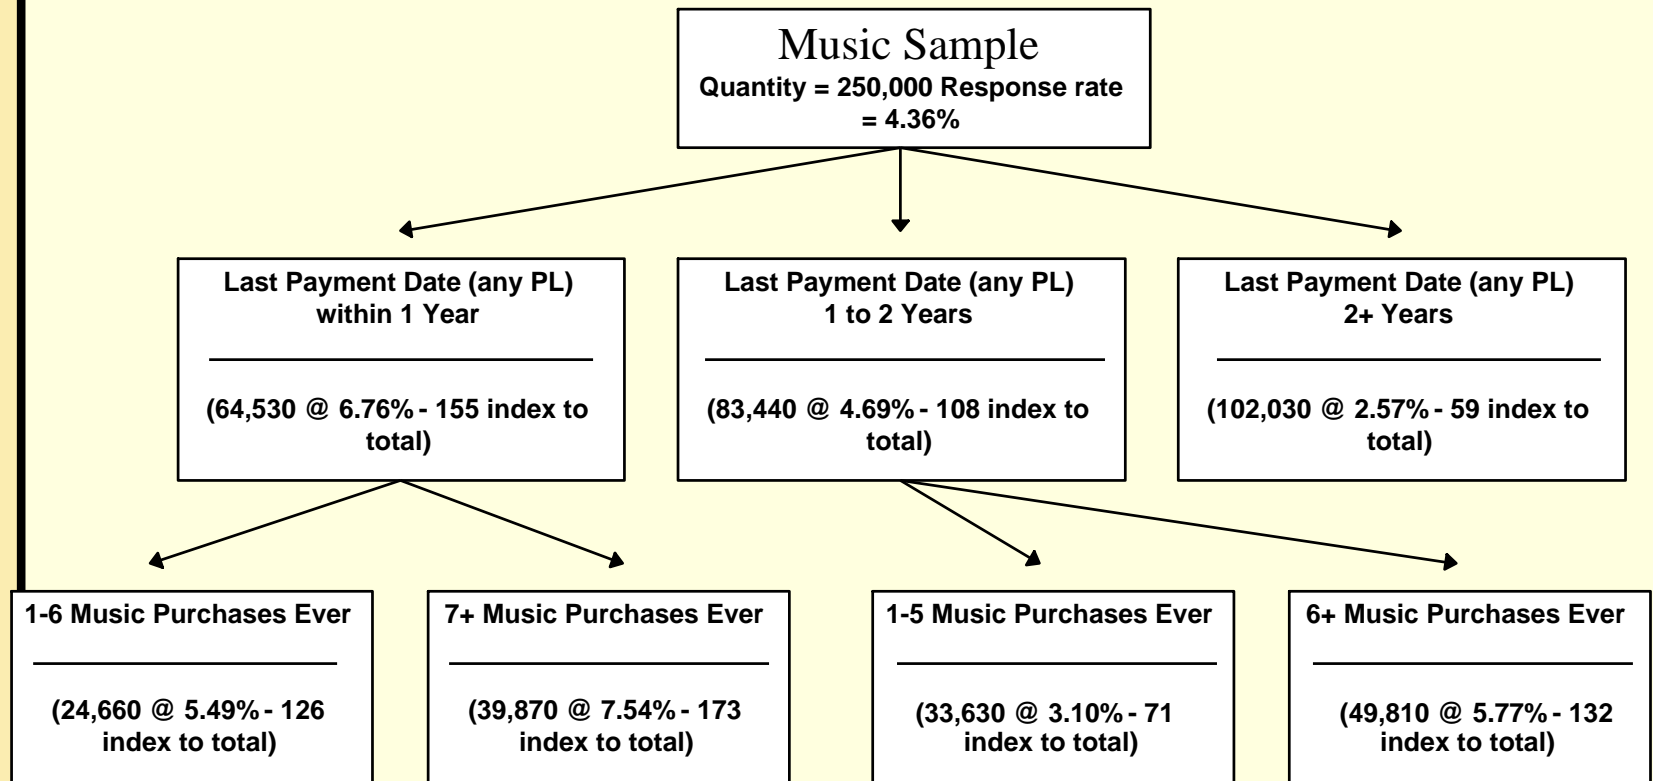 Music Sample
Quantity = 250,000 Response rate
= 4.36%
Last Payment Date (any PL)
within 1 Year
(64,530 @ 6.76% - 155 index to
total)
Last Payment Date (any PL)
1 to 2 Years
(83,440 @ 4.69% - 108 index to
total)
Last Payment Date (any PL)
2+ Years
(102,030 @ 2.57% - 59 index to
total)
1-6 Music Purchases Ever
(24,660 @ 5.49% - 126
index to total)
7+ Music Purchases Ever
(39,870 @ 7.54% - 173
index to total)
1-5 Music Purchases Ever
(33,630 @ 3.10% - 71
index to total)
6+ Music Purchases Ever
(49,810 @ 5.77% - 132
index to total)